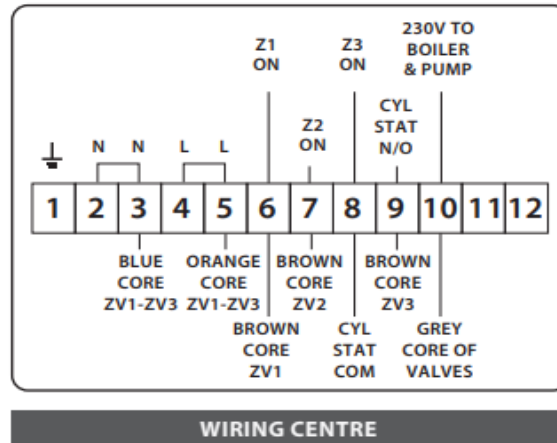 Z1
ON
Z2
ON
Z3
ON
CYL
STAT
N/O
230V TO
BOILER
& PUMP
N N L L
1 2 3 4 5 6 7 8 9 10 11 12
BLUE
CORE
ZV1-ZV3
ORANGE
CORE
ZV1-ZV3
BROWN
CORE
ZV1
BROWN
CORE
ZV2
CYL
STAT
COM
BROWN
CORE
ZV3
GREY
CORE OF
VALVES
WIRING CENTRE